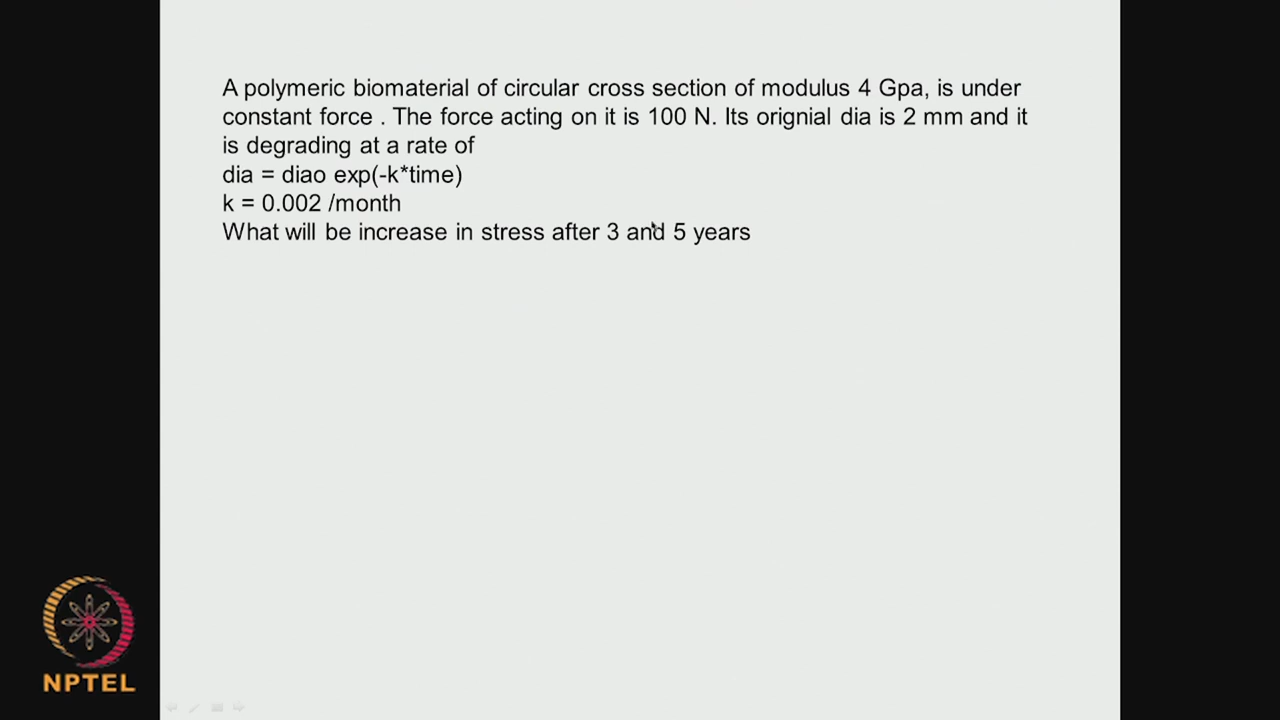 A polymeric biomaterial of circular cross section of modulus 4 Gpa, is under
constant force . The force acting on it is 100 N. Its orignial dia is 2 mm and it
is degrading at a rate of
dia = diao exp(-k*time)
k = 0.002 /month
What will be increase in stress after 3 and 5 years
NPTEL